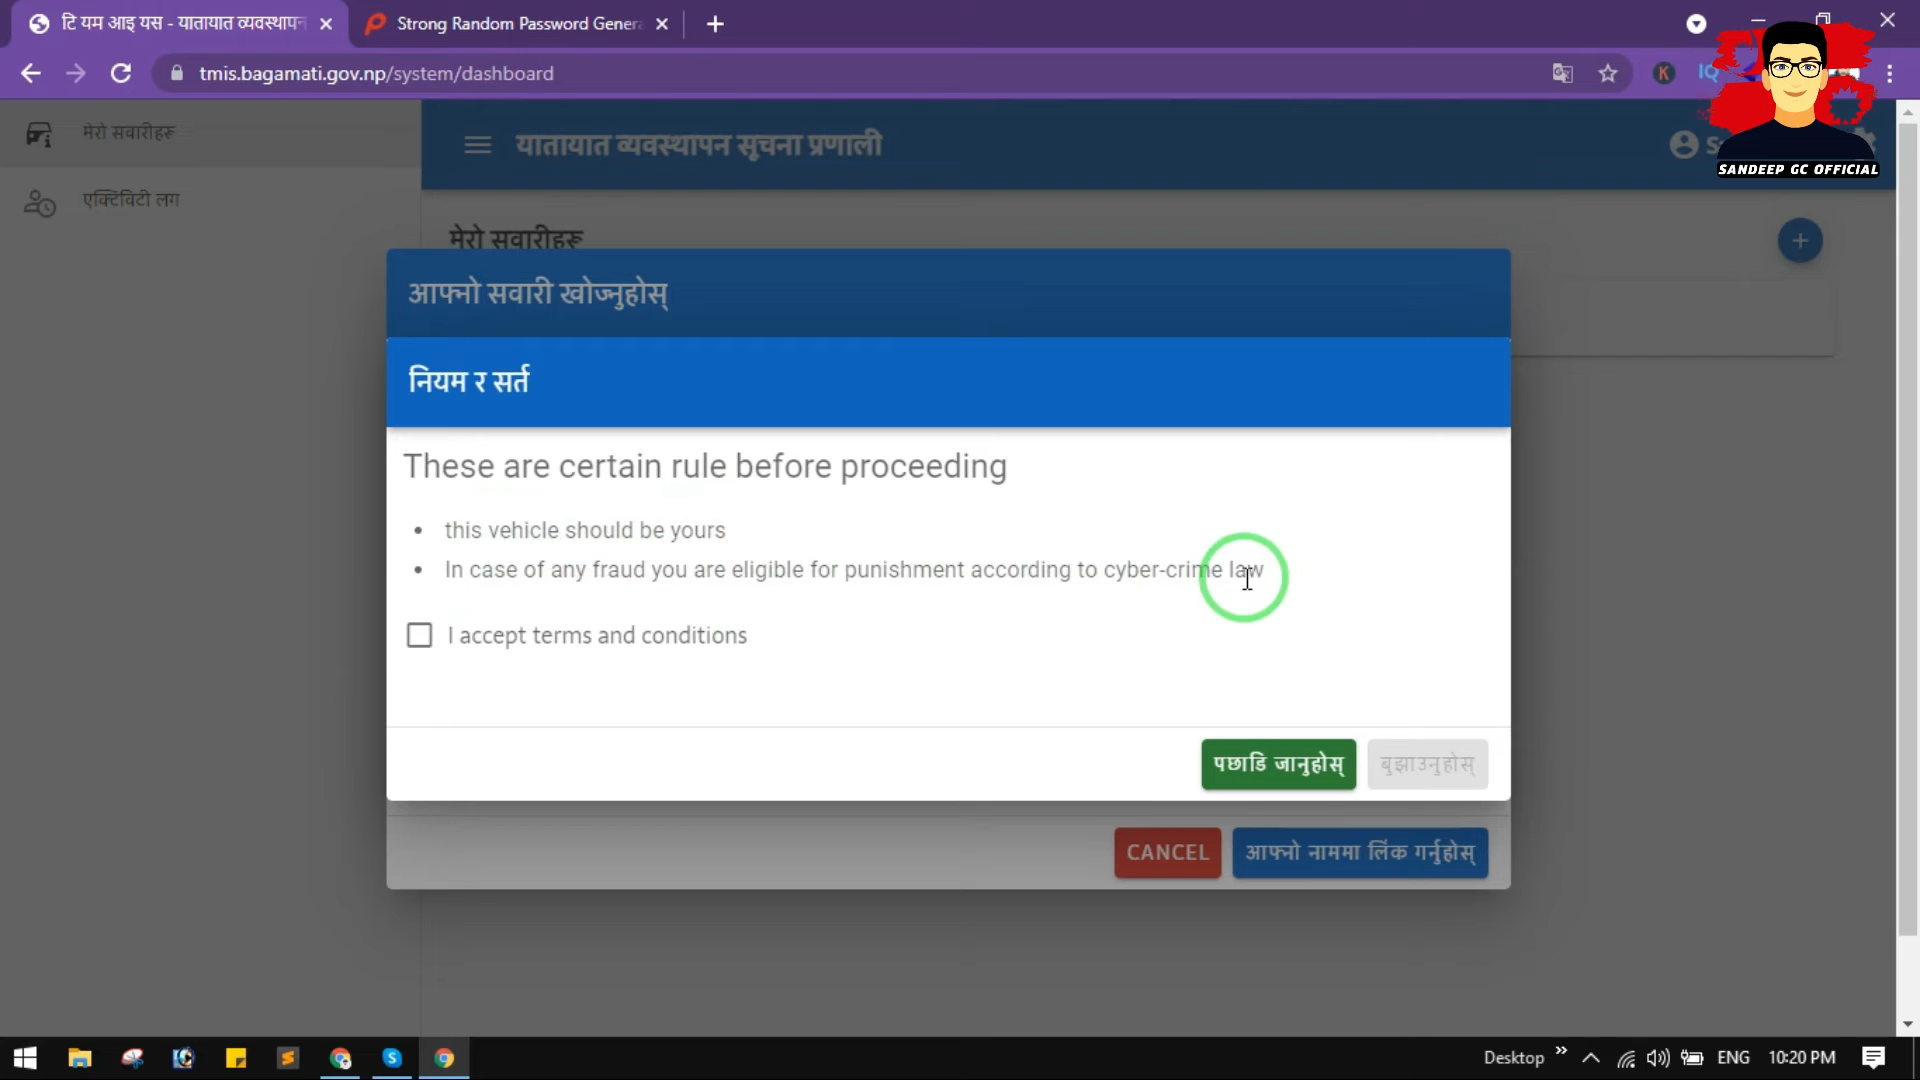 टि यम आइ यस - यातायात व्यवस्थापन
Strong Random Password Gener
tmis.bagamati.gov.np/system/dashboard
K
IQ
SANDEEP GC OFFICIAL
मेरो सवारीहरू
यातायात व्यवस्थापन सूचना प्रणाली
S
एक्टिविटी लग
मेरो सवारीहरू
आफ्नो सवारी खोज्नुहोस्
नियम र सर्त
These are certain rule before proceeding
• this vehicle should be yours
• In case of any fraud you are eligible for punishment according to cyber-crime law
I accept terms and conditions
पछाडि जानुहोस्
बुझाउनुहोस्
CANCEL
आफ्नो नाममा लिंक गर्नुहोस्
Desktop
ENG
10:20 PM